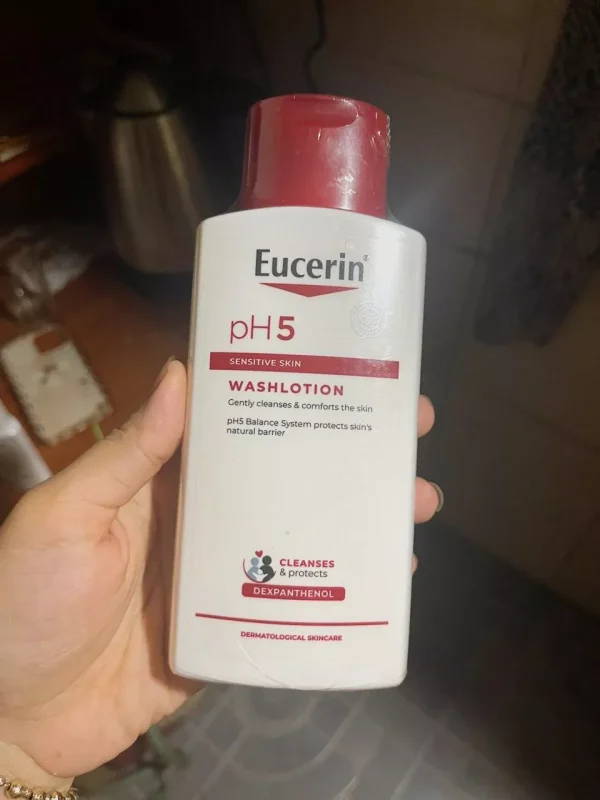 Eucerin
pH5
SENSITIVE SKIN
WASHLOTION
Gently cleanses & comforts the skin
pH5 Balance System protects skin's
natural barrier
CLEANSES
& protects
DEXPANTHENOL
DERMATOLOGICAL SKINCARE